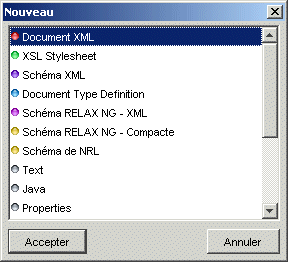 Nouveau
Document XML
XSL Stylesheet
Schéma XML
Document Type Definition
Schéma RELAX NG - XML
Schéma RELAX NG - Compacte
Schéma de NRL
Text
Java
Properties
Accepter
Annuler